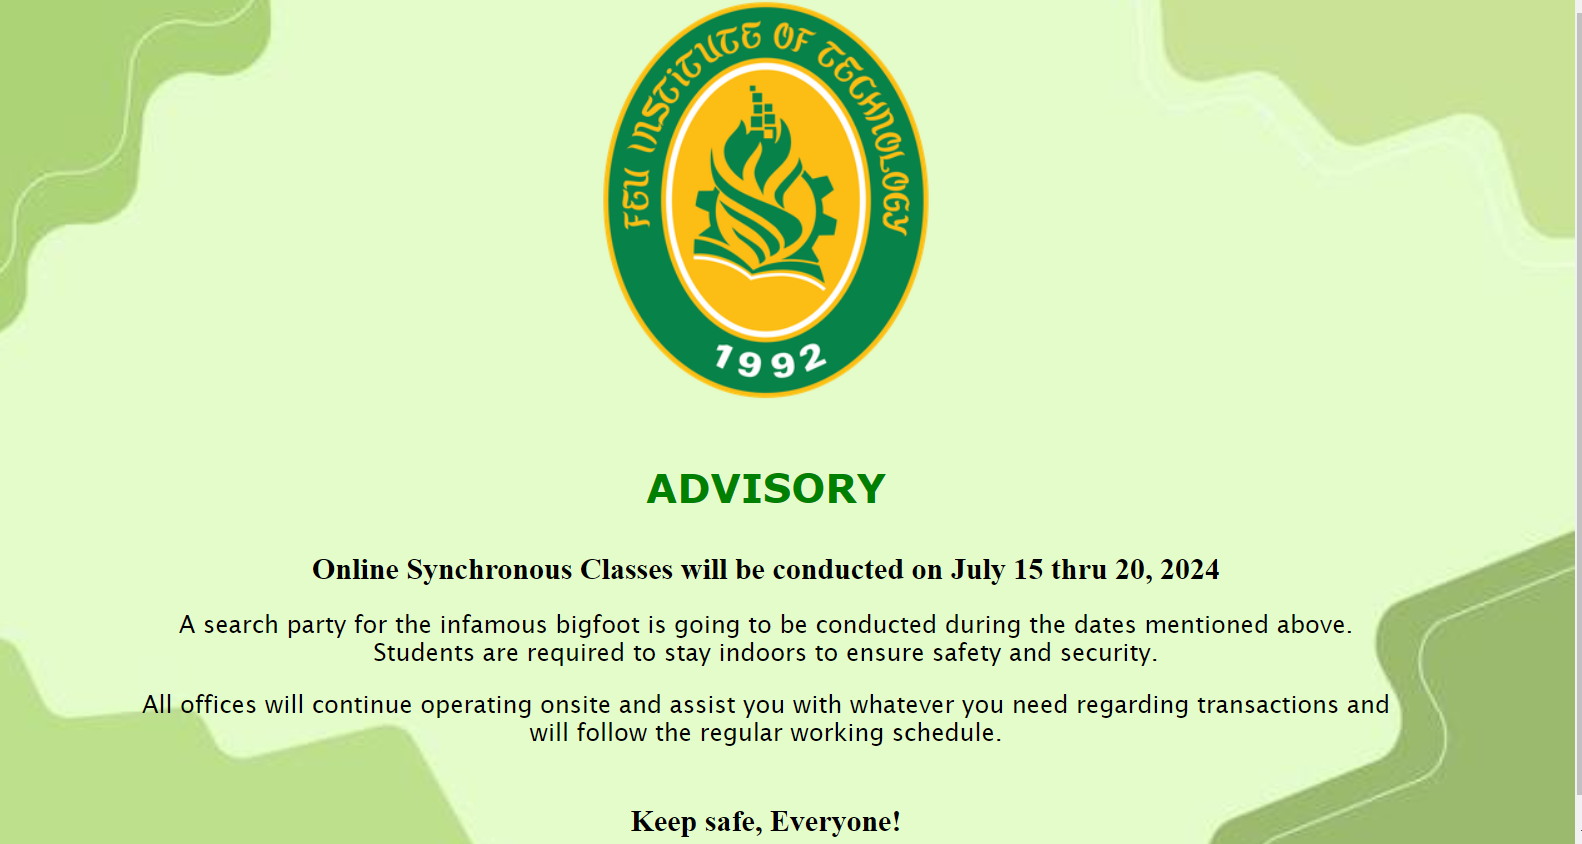 FEU INSTITUTE OF TECHNOLOGY
1992
ADVISORY
Online Synchronous Classes will be conducted on July 15 thru 20, 2024
A search party for the infamous bigfoot is going to be conducted during the dates mentioned above.
Students are required to stay indoors to ensure safety and security.
All offices will continue operating onsite and assist you with whatever you need regarding transactions and
will follow the regular working schedule.
Keep safe, Everyone!